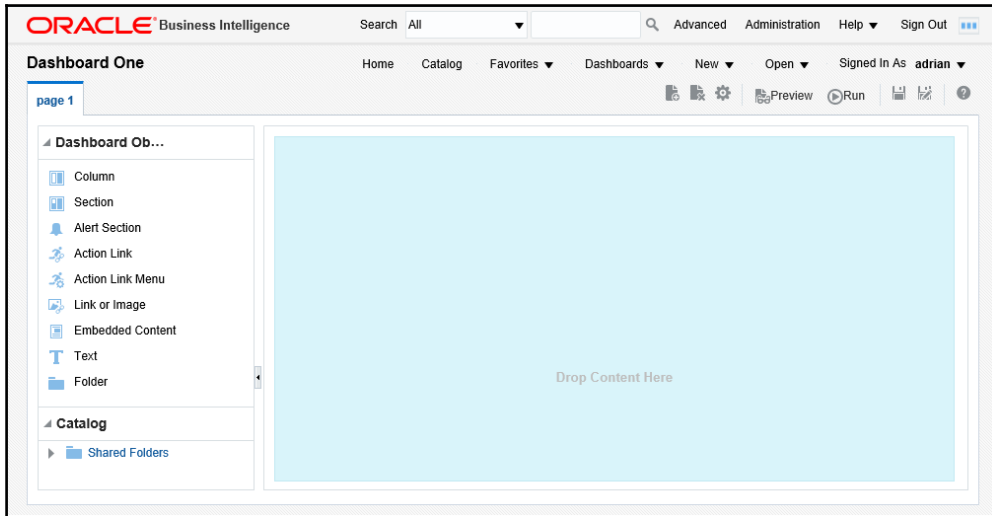 ORACLE Business Intelligence Search All Advanced Administration Help Sign Out
Dashboard One Home Catalog Favorites Dashboards New Open Signed In As adrian
page 1 Preview Run
Dashboard Ob...
Column
Section
Alert Section
Action Link
Action Link Menu
Link or Image
Embedded Content
Text
Folder
Drop Content Here
Catalog
Shared Folders